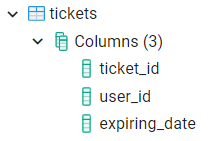 tickets
Columns (3)
ticket_id
user_id
expiring_date